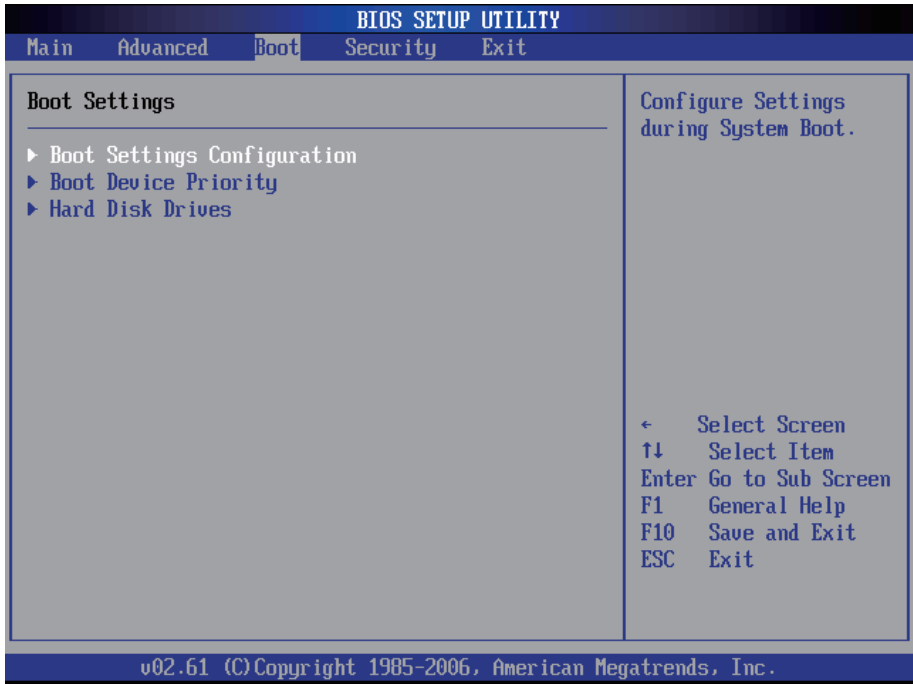 BIOS SETUP UTILITY
Main Advanced Boot Security Exit
Boot Settings
▶ Boot Settings Configuration
▶ Boot Device Priority
▶ Hard Disk Drives
Configure Settings
during System Boot.
← Select Screen
↑↓ Select Item
Enter Go to Sub Screen
F1 General Help
F10 Save and Exit
ESC Exit
v02.61 (C)Copyright 1985-2006, American Megatrends, Inc.